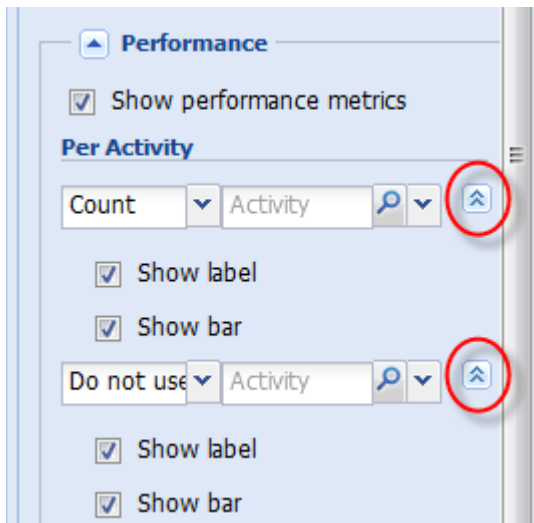 Performance
Show performance metrics
Per Activity
Count Activity
Show label
Show bar
Do not use Activity
Show label
Show bar